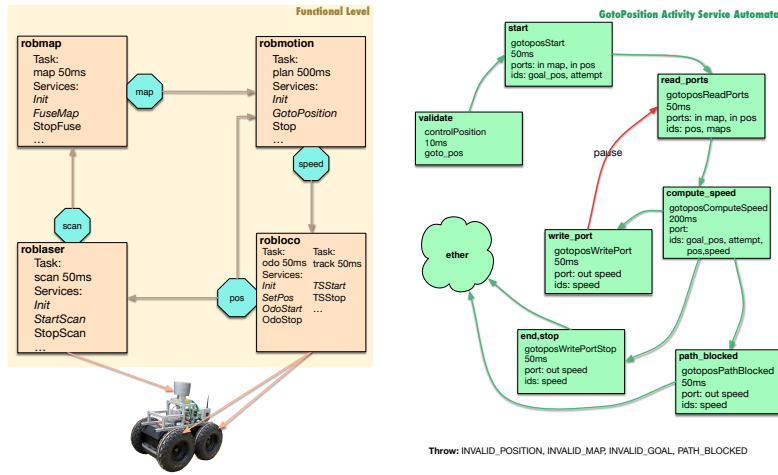 Functional Level
robmap
Task:
map 50ms
Services:
Init
FuseMap
StopFuse
...
map
robmotion
Task:
plan 500ms
Services:
Init
GotoPosition
Stop
...
speed
scan
roblaser
Task:
scan 50ms
Services:
Init
StartScan
StopScan
...
pos
robloco
Task:
odo 50ms
Services:
Init
SetPos
OdoStart
OdoStop
Task:
track 50ms
TSStart
TSStop
...
GotoPosition Activity Service Automata
start
gotoposStart
50ms
ports: in map, in pos
ids: goal_pos, attempt
validate
controlPosition
10ms
goto_pos
read_ports
gotoposReadPorts
50ms
ports: in map, in pos
ids: pos, maps
pause
compute_speed
gotoposComputeSpeed
200ms
port:
ids: goal_pos, attempt,
pos,speed
write_port
gotoposWritePort
50ms
port: out speed
ids: speed
ether
end,stop
gotoposWritePortStop
50ms
port: out speed
ids: speed
path_blocked
gotoposPathBlocked
50ms
port: out speed
ids: speed
Throw: INVALID_POSITION, INVALID_MAP, INVALID_GOAL, PATH_BLOCKED